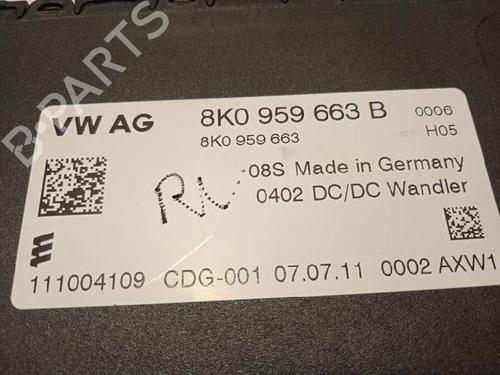 B-PARTS
VW AG
8K0 959 663 B
0006
8K0 959 663
H05
08S Made in Germany
0402 DC/DC Wandler
111004109 CDG-001 07.07.11 0002 AXW1